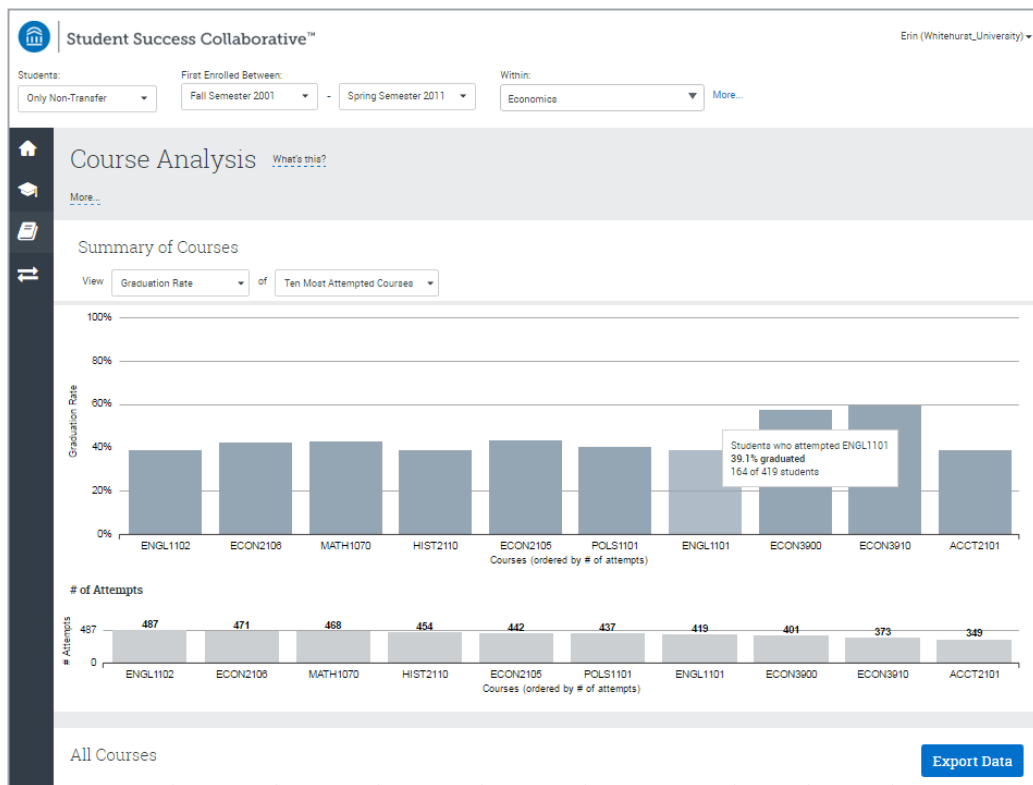 Student Success Collaborative™
Erin (Whitehurst_University)
Students:
First Enrolled Between:
Within:
Only Non-Transfer
Fall Semester 2001
-
Spring Semester 2011
Economics
More...
Course Analysis
What's this?
More...
Summary of Courses
View
Graduation Rate
of
Ten Most Attempted Courses
100%
80%
60%
40%
20%
0%
Graduation Rate
Students who attempted ENGL1101
39.1% graduated
164 of 419 students
ENGL1102 ECON2106 MATH1070 HIST2110 ECON2105 POLS1101 ENGL1101 ECON3900 ECON3910 ACCT2101
Courses (ordered by # of attempts)
# of Attempts
# Attempts
487
0
487 471 468 454 442 437 419 401 373 349
ENGL1102 ECON2106 MATH1070 HIST2110 ECON2105 POLS1101 ENGL1101 ECON3900 ECON3910 ACCT2101
Courses (ordered by # of attempts)
All Courses
Export Data